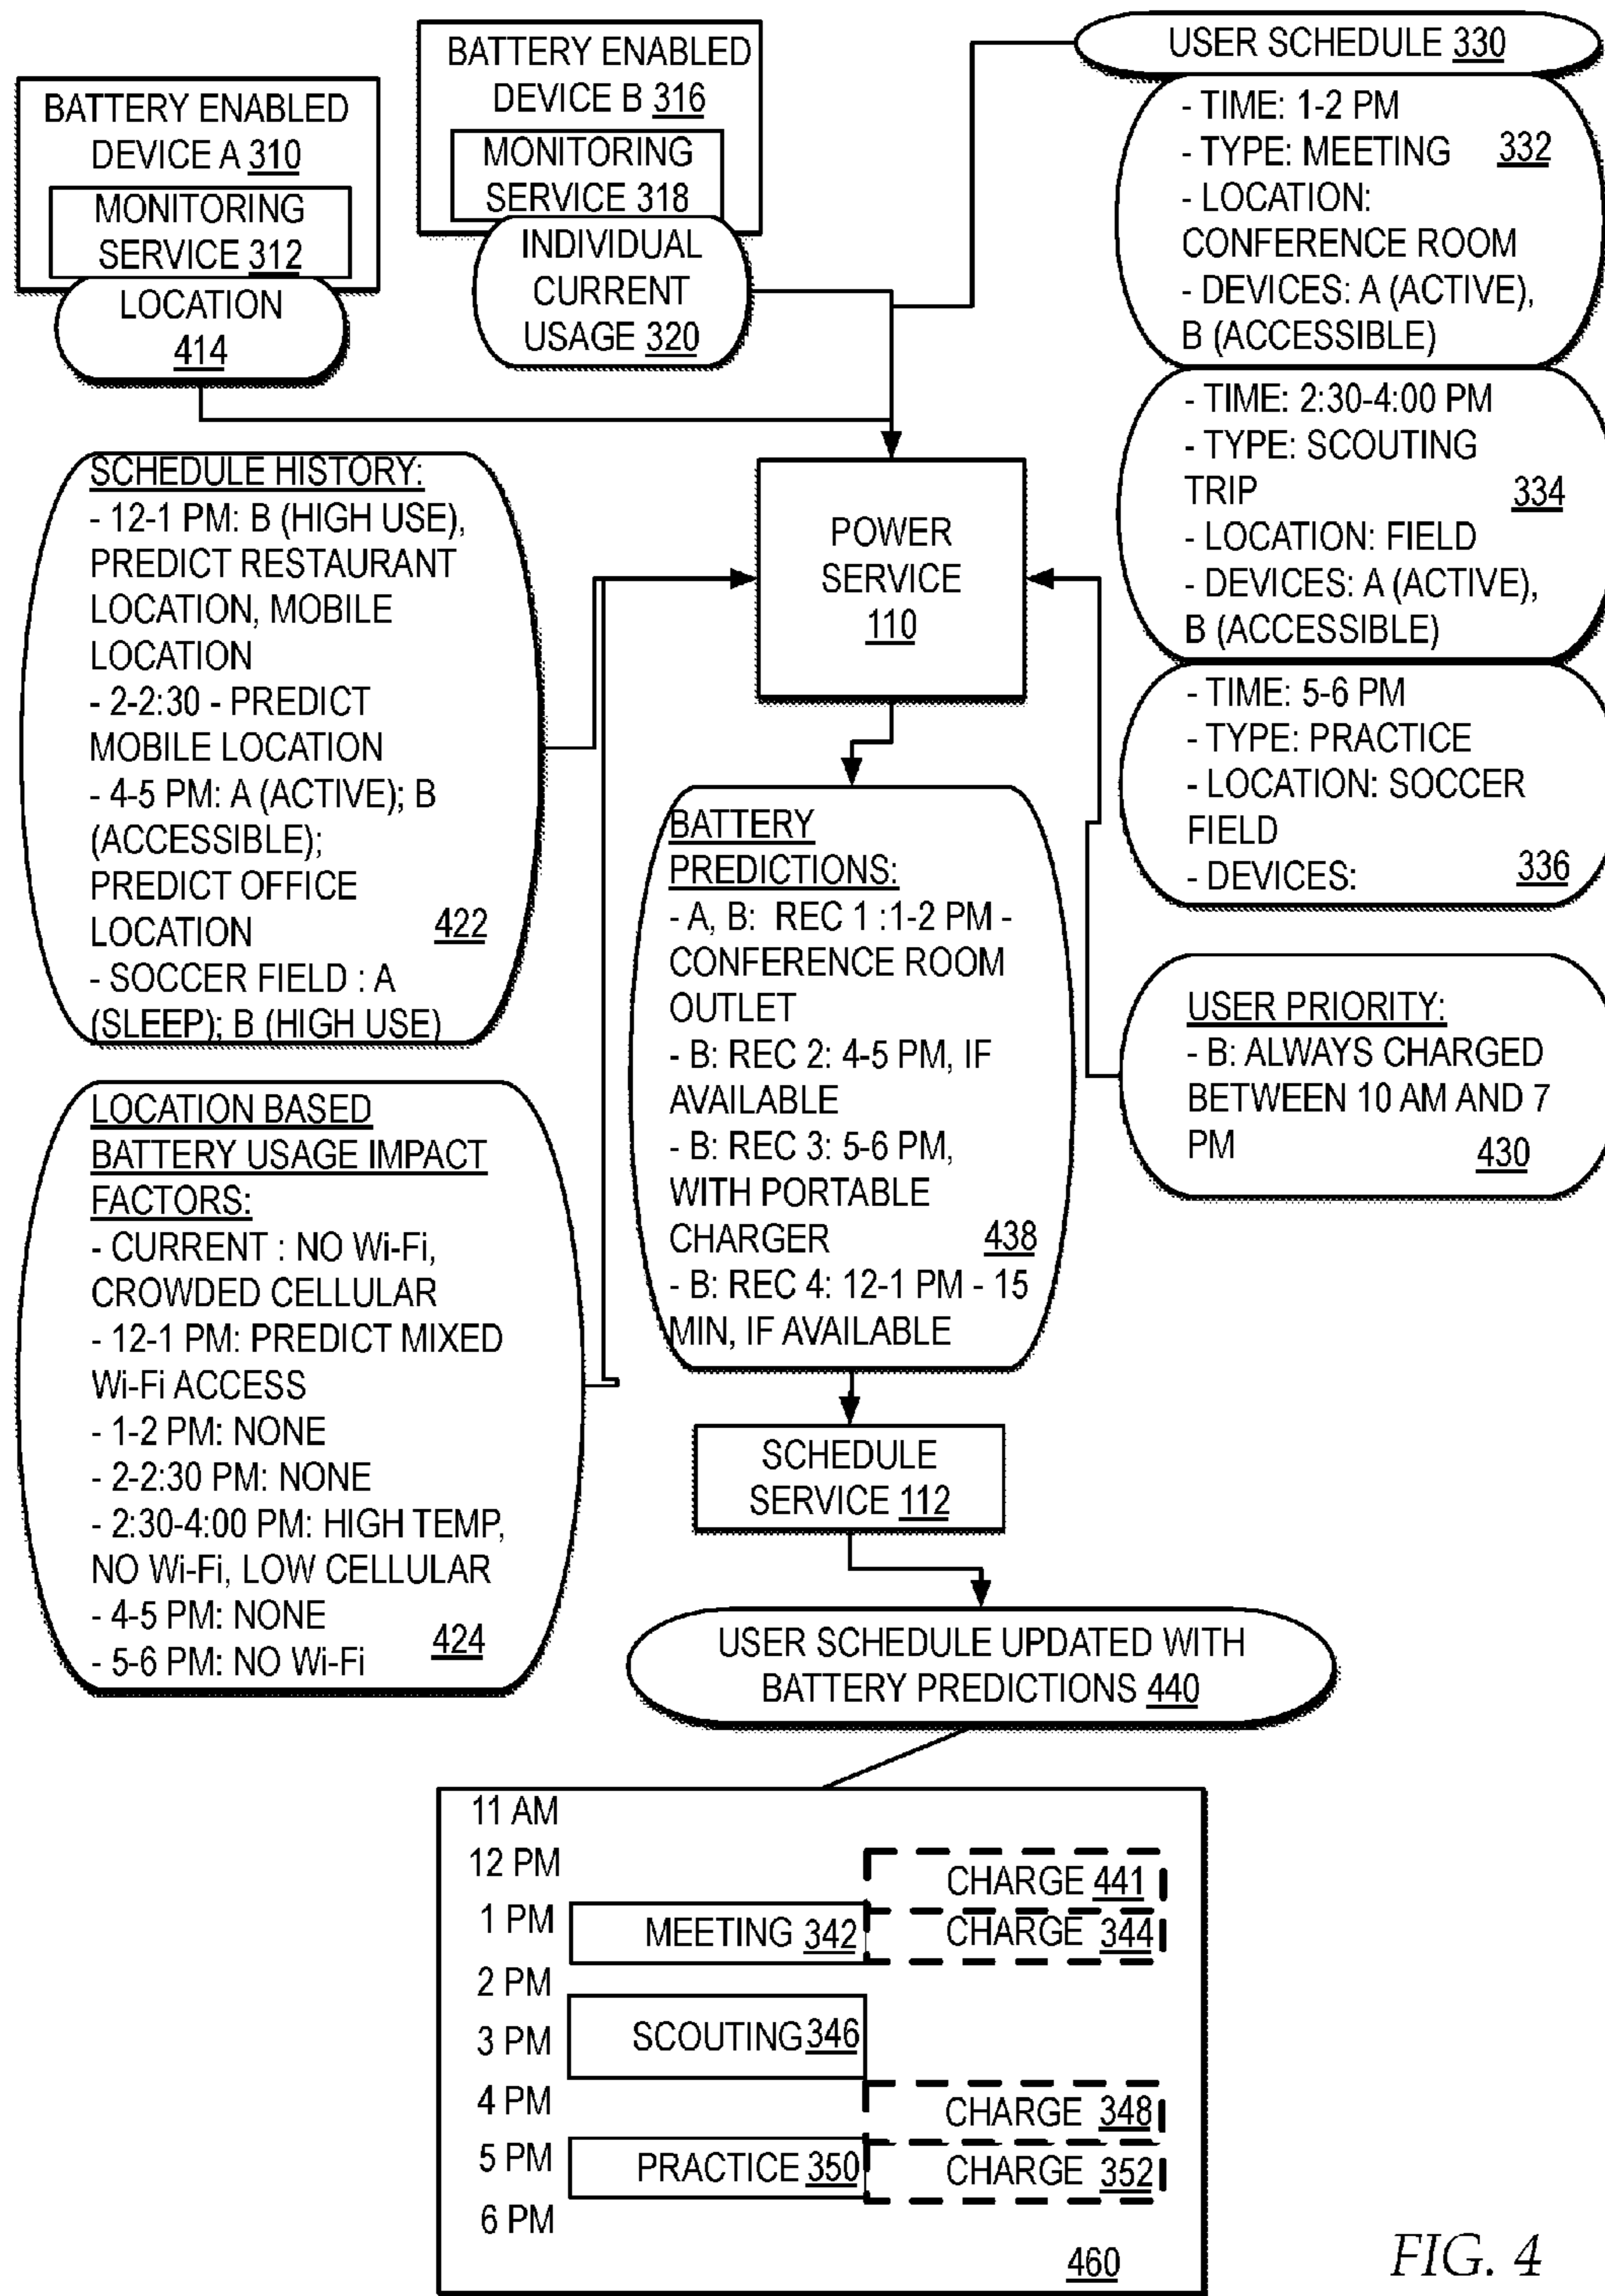 BATTERY ENABLED
DEVICE A 310
MONITORING
SERVICE 312
LOCATION
414
BATTERY ENABLED
DEVICE B 316
MONITORING
SERVICE 318
INDIVIDUAL
CURRENT
USAGE 320
USER SCHEDULE 330
- TIME: 1-2 PM
- TYPE: MEETING 332
- LOCATION:
CONFERENCE ROOM
- DEVICES: A (ACTIVE),
B (ACCESSIBLE)
- TIME: 2:30-4:00 PM
- TYPE: SCOUTING
TRIP 334
- LOCATION: FIELD
- DEVICES: A (ACTIVE),
B (ACCESSIBLE)
- TIME: 5-6 PM
- TYPE: PRACTICE
- LOCATION: SOCCER
FIELD
- DEVICES: 336
SCHEDULE HISTORY:
- 12-1 PM: B (HIGH USE),
PREDICT RESTAURANT
LOCATION, MOBILE
LOCATION
- 2-2:30 - PREDICT
MOBILE LOCATION
- 4-5 PM: A (ACTIVE); B
(ACCESSIBLE);
PREDICT OFFICE
LOCATION 422
- SOCCER FIELD : A
(SLEEP); B (HIGH USE)
POWER
SERVICE
110
USER PRIORITY:
- B: ALWAYS CHARGED
BETWEEN 10 AM AND 7
PM 430
LOCATION BASED
BATTERY USAGE IMPACT
FACTORS:
- CURRENT : NO Wi-Fi,
CROWDED CELLULAR
- 12-1 PM: PREDICT MIXED
Wi-Fi ACCESS
- 1-2 PM: NONE
- 2-2:30 PM: NONE
- 2:30-4:00 PM: HIGH TEMP,
NO Wi-Fi, LOW CELLULAR
- 4-5 PM: NONE
- 5-6 PM: NO Wi-Fi 424
BATTERY
PREDICTIONS:
- A, B: REC 1 :1-2 PM -
CONFERENCE ROOM
OUTLET
- B: REC 2: 4-5 PM, IF
AVAILABLE
- B: REC 3: 5-6 PM,
WITH PORTABLE
CHARGER 438
- B: REC 4: 12-1 PM - 15
MIN, IF AVAILABLE
SCHEDULE
SERVICE 112
USER SCHEDULE UPDATED WITH
BATTERY PREDICTIONS 440
11 AM
12 PM
CHARGE 441
1 PM MEETING 342 CHARGE 344
2 PM
3 PM SCOUTING 346
4 PM CHARGE 348
5 PM PRACTICE 350 CHARGE 352
6 PM
460
FIG. 4